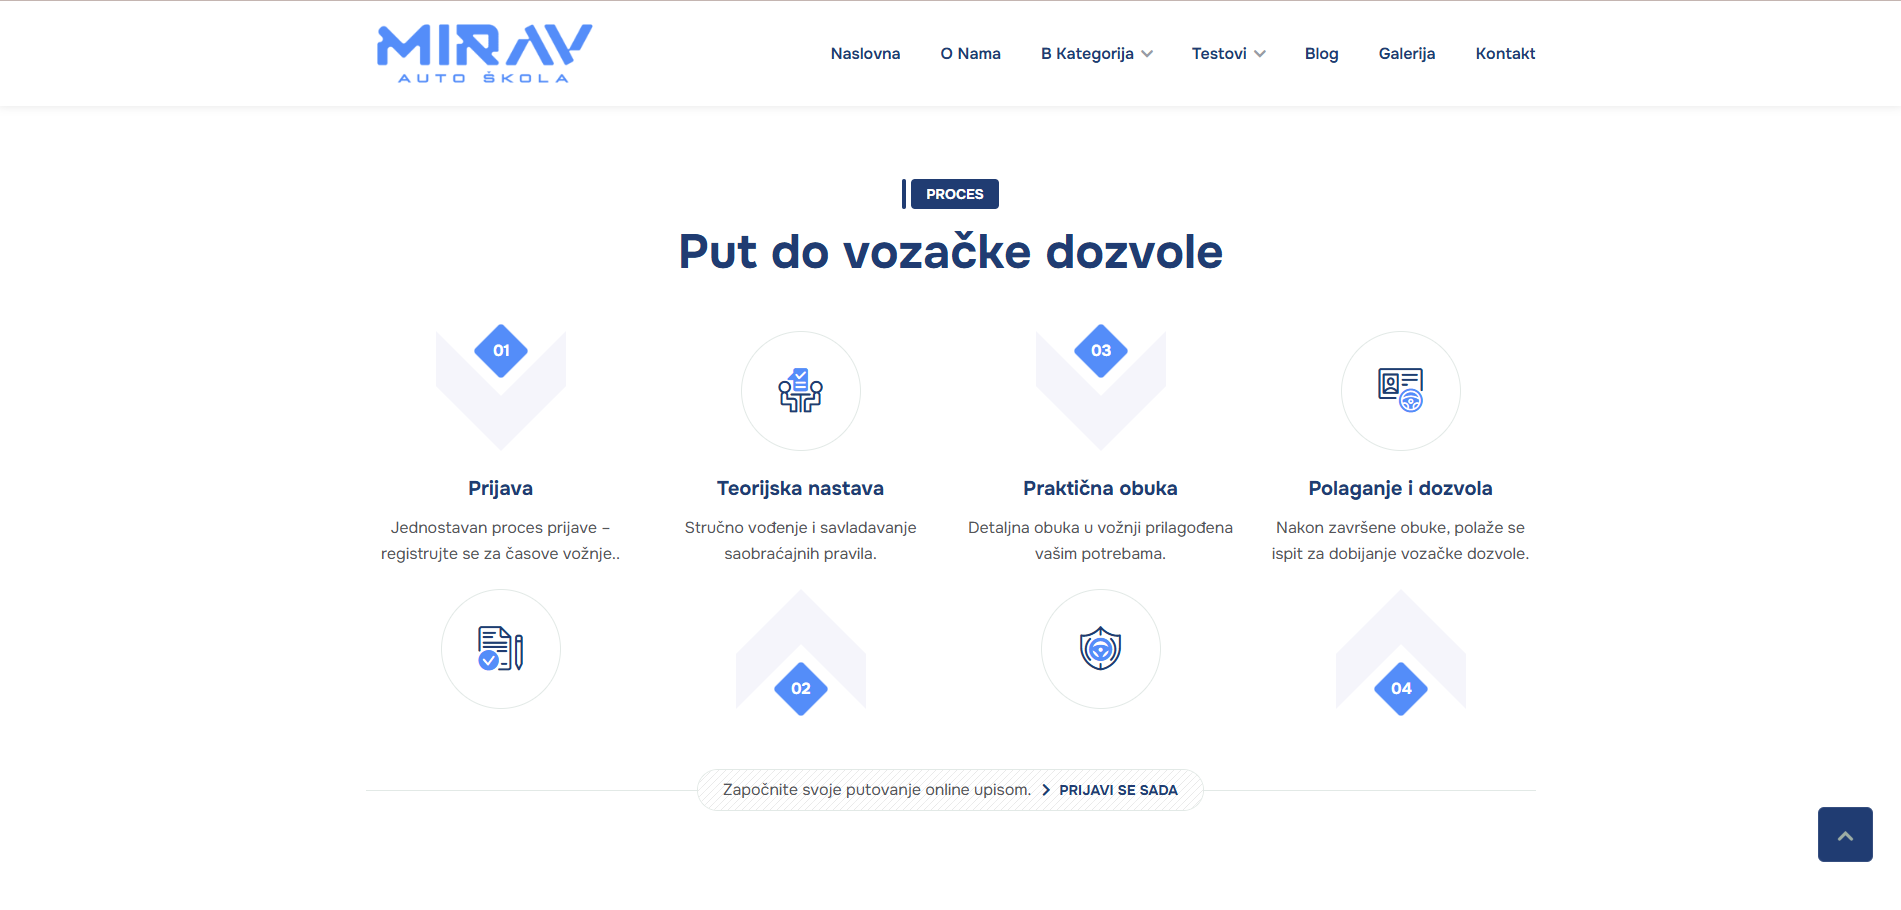 MIRAV
AUTO ŠKOLA
Naslovna O Nama B Kategorija Testovi Blog Galerija Kontakt
PROCES
Put do vozačke dozvole
01
Prijava
Jednostavan proces prijave –
registrujte se za časove vožnje..
Teorijska nastava
Stručno vođenje i savladavanje
saobraćajnih pravila.
02
03
Praktična obuka
Detaljna obuka u vožnji prilagođena
vašim potrebama.
Polaganje i dozvola
Nakon završene obuke, polaže se
ispit za dobijanje vozačke dozvole.
04
Započnite svoje putovanje online upisom. PRIJAVI SE SADA